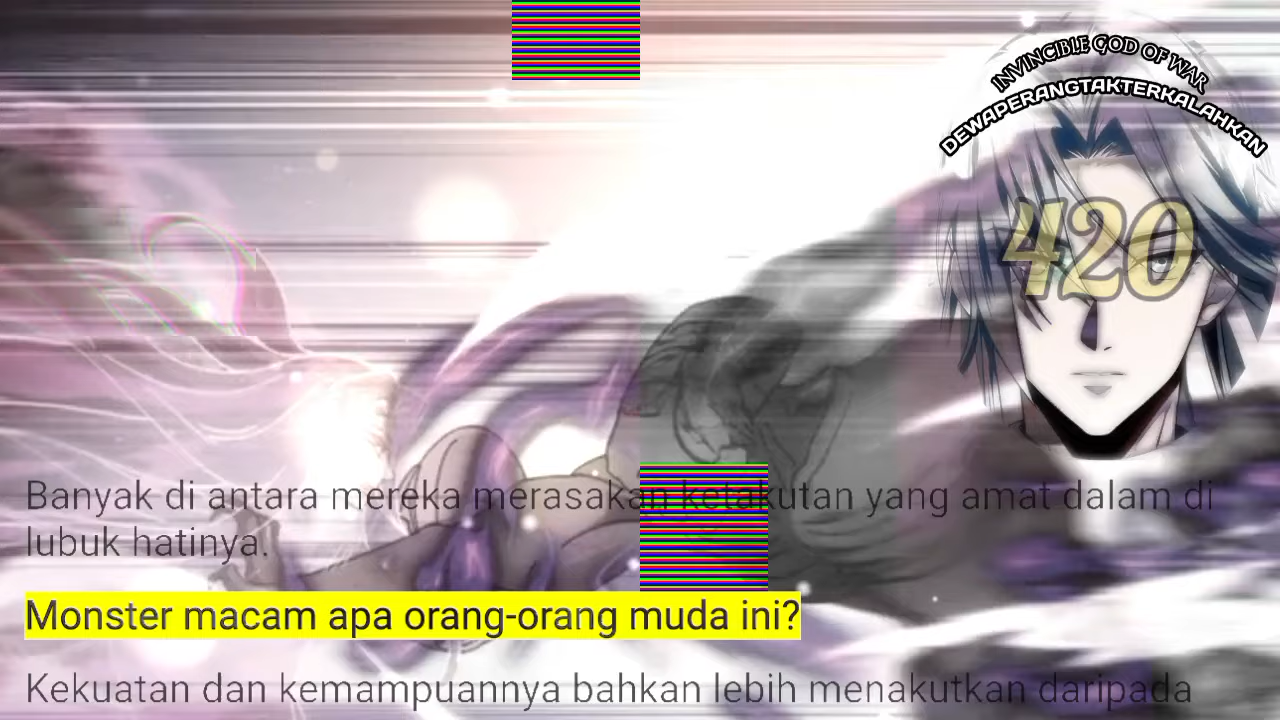 INVINCIBLE GOD OF WAR
DEWAPERANGTAKTERKALAHKAN
420
Banyak di antara mereka merasakan ketakutan yang amat dalam di
lubuk hatinya.
Monster macam apa orang-orang muda ini?
Kekuatan dan kemampuannya bahkan lebih menakutkan daripada